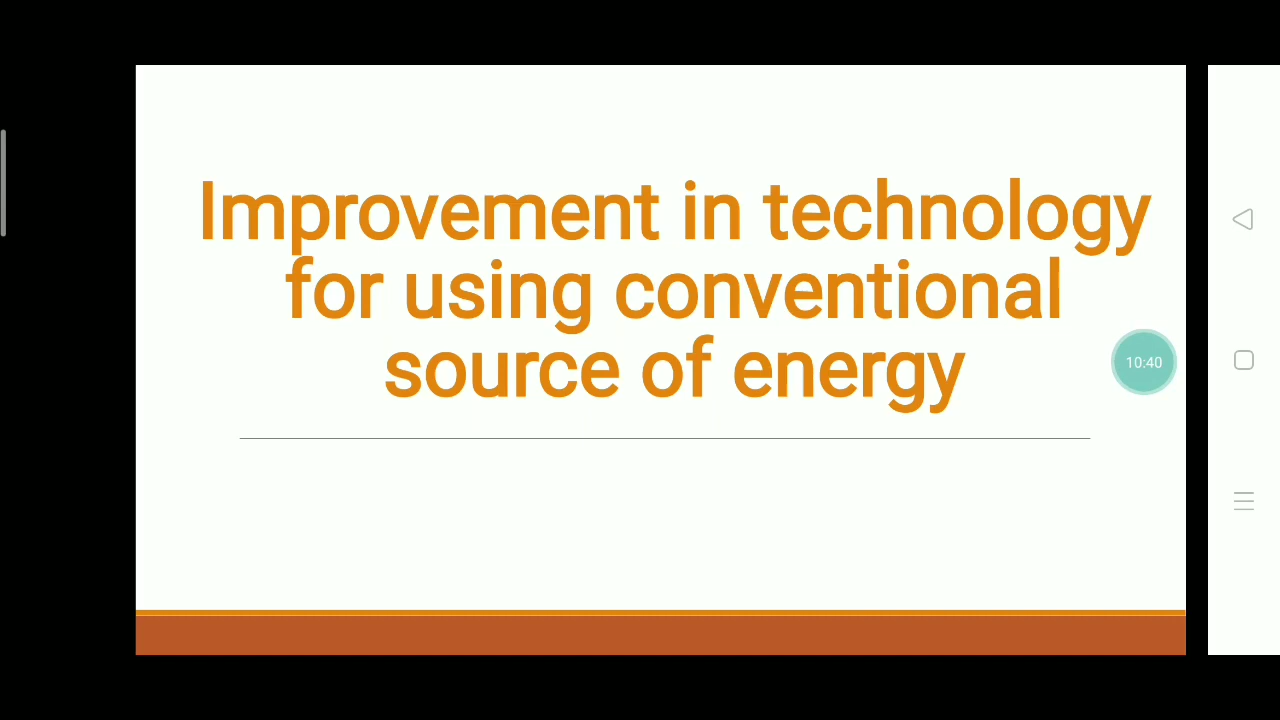 Improvement in technology
for using conventional
source of energy
10:40